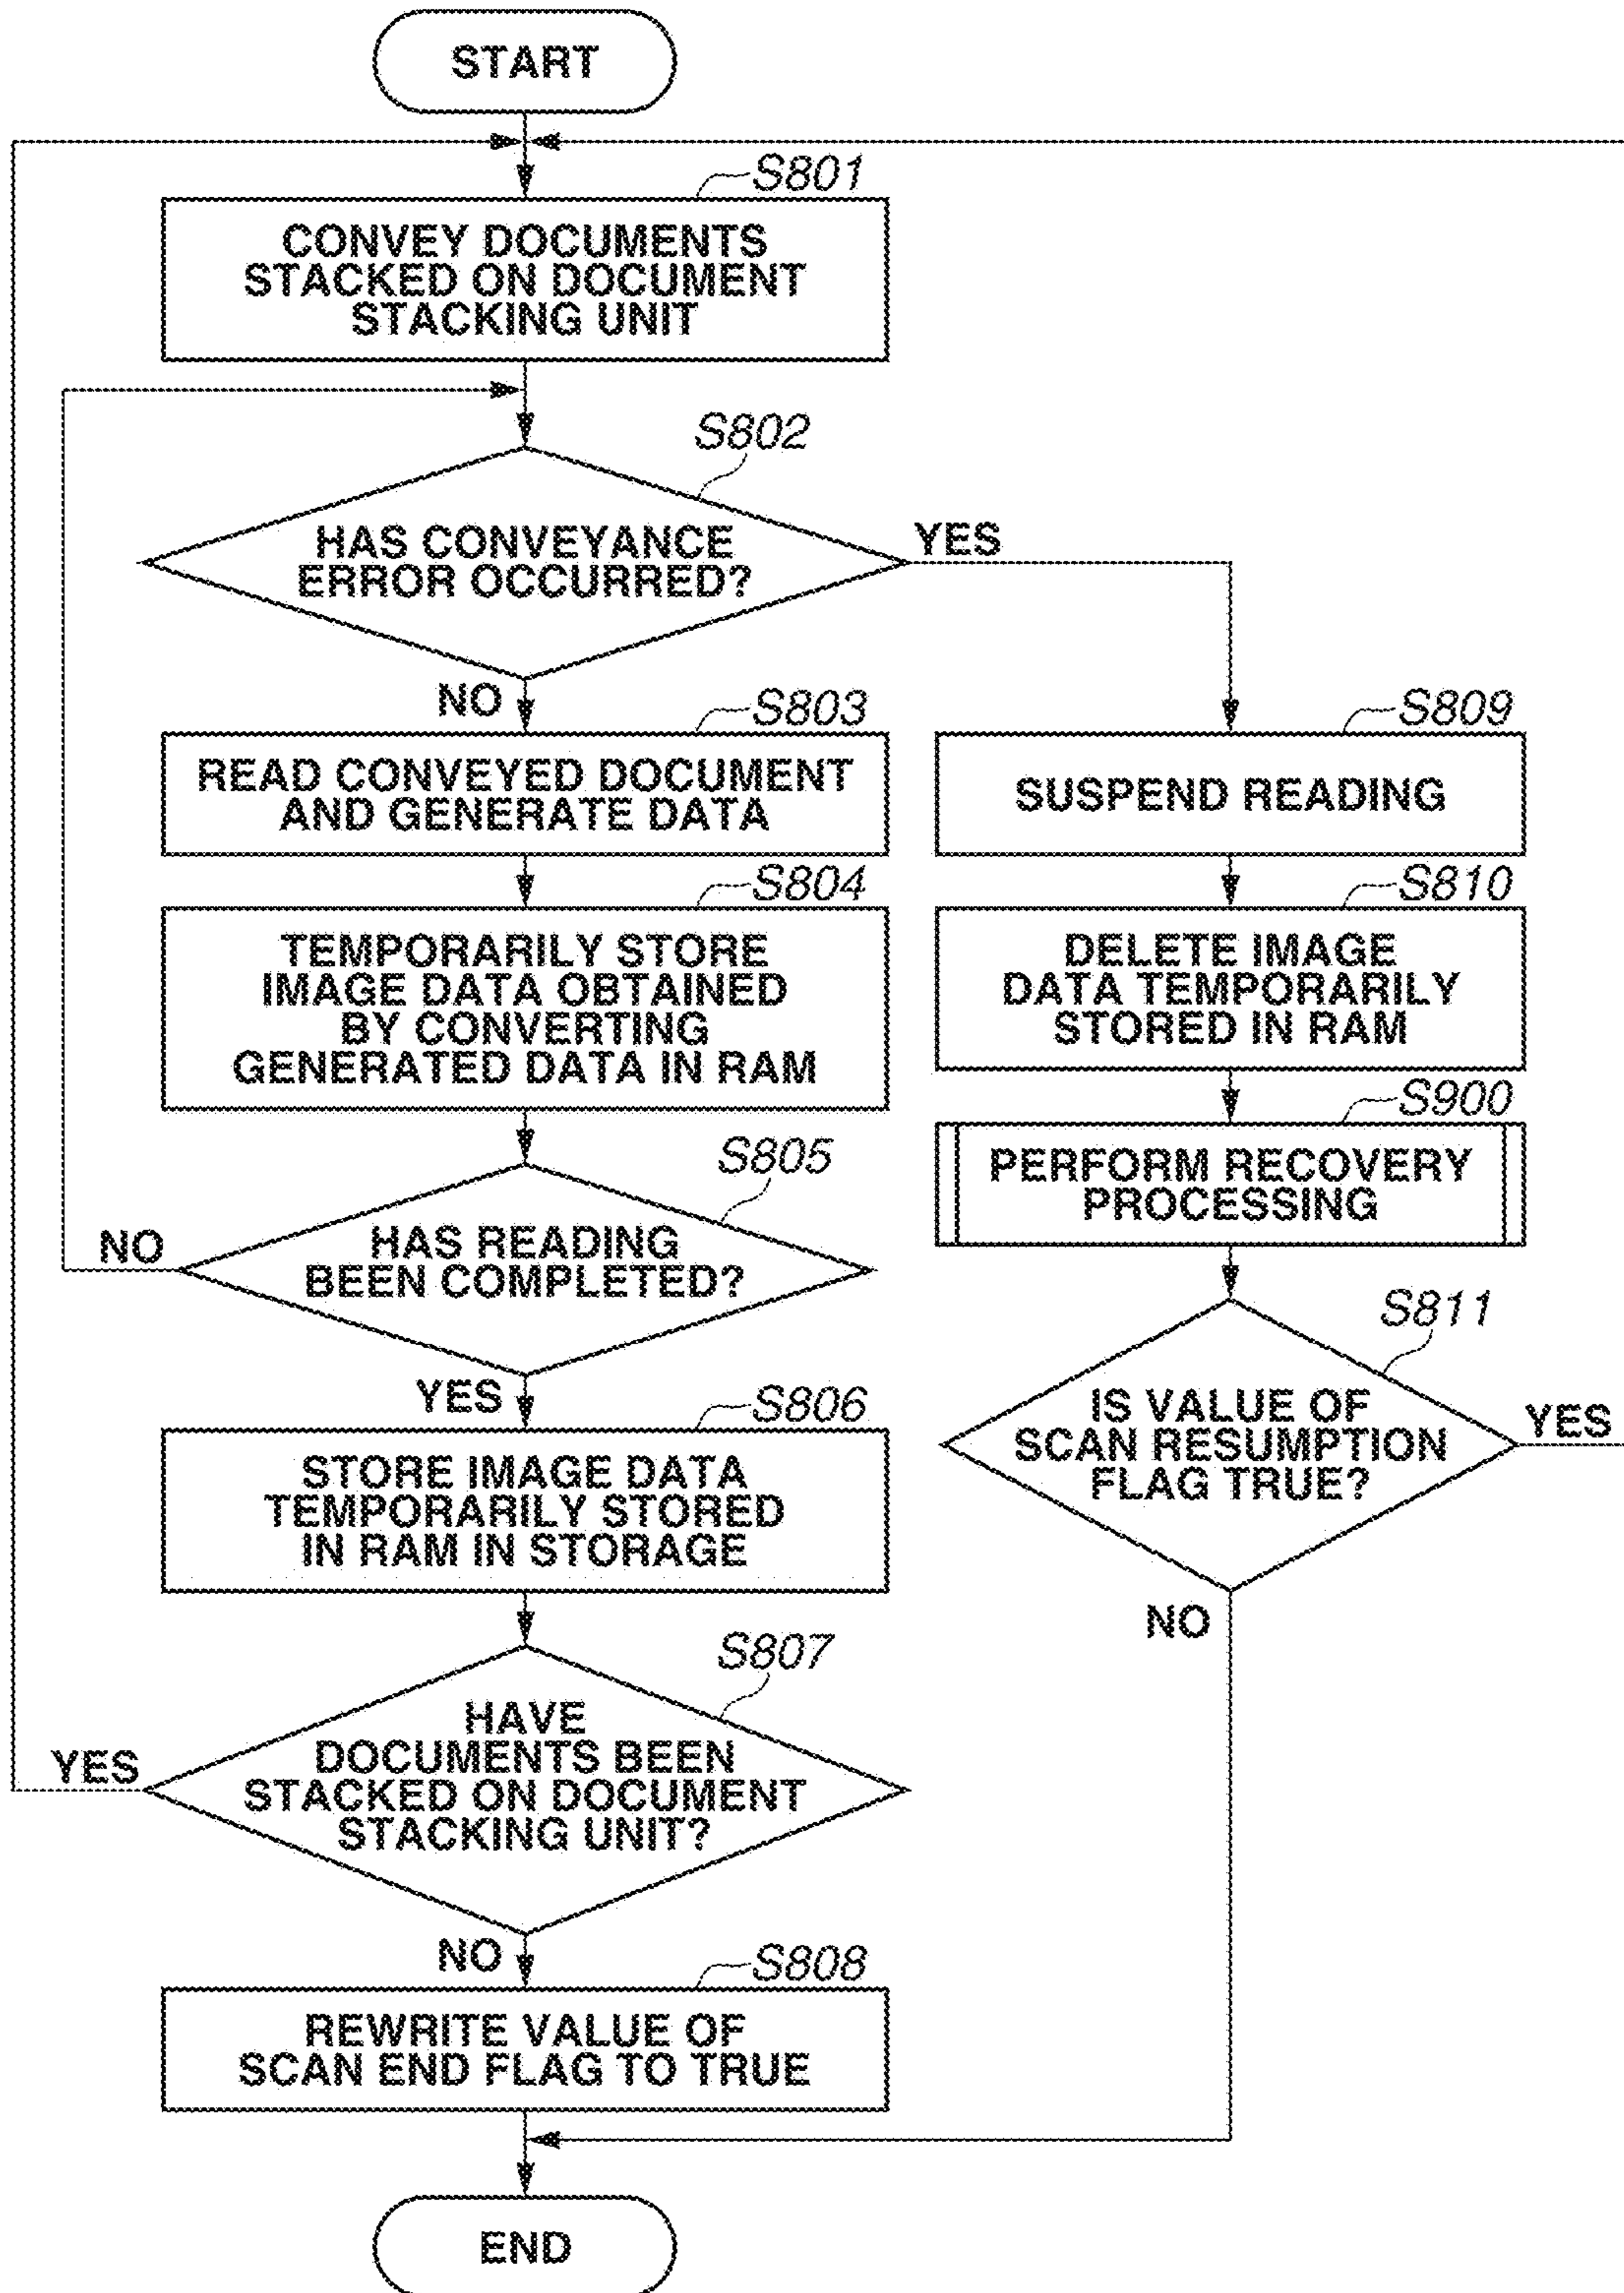 START
S801
CONVEY DOCUMENTS
STACKED ON DOCUMENT
STACKING UNIT
S802
HAS CONVEYANCE
ERROR OCCURRED?
YES
NO
S803
READ CONVEYED DOCUMENT
AND GENERATE DATA
S809
SUSPEND READING
S804
TEMPORARILY STORE
IMAGE DATA OBTAINED
BY CONVERTING
GENERATED DATA IN RAM
S810
DELETE IMAGE
DATA TEMPORARILY
STORED IN RAM
S900
PERFORM RECOVERY
PROCESSING
S805
HAS READING
BEEN COMPLETED?
NO
YES
S811
IS VALUE OF
SCAN RESUMPTION
FLAG TRUE?
YES
NO
S806
STORE IMAGE DATA
TEMPORARILY STORED
IN RAM IN STORAGE
S807
HAVE
DOCUMENTS BEEN
STACKED ON DOCUMENT
STACKING UNIT?
YES
NO
S808
REWRITE VALUE OF
SCAN END FLAG TO TRUE
END